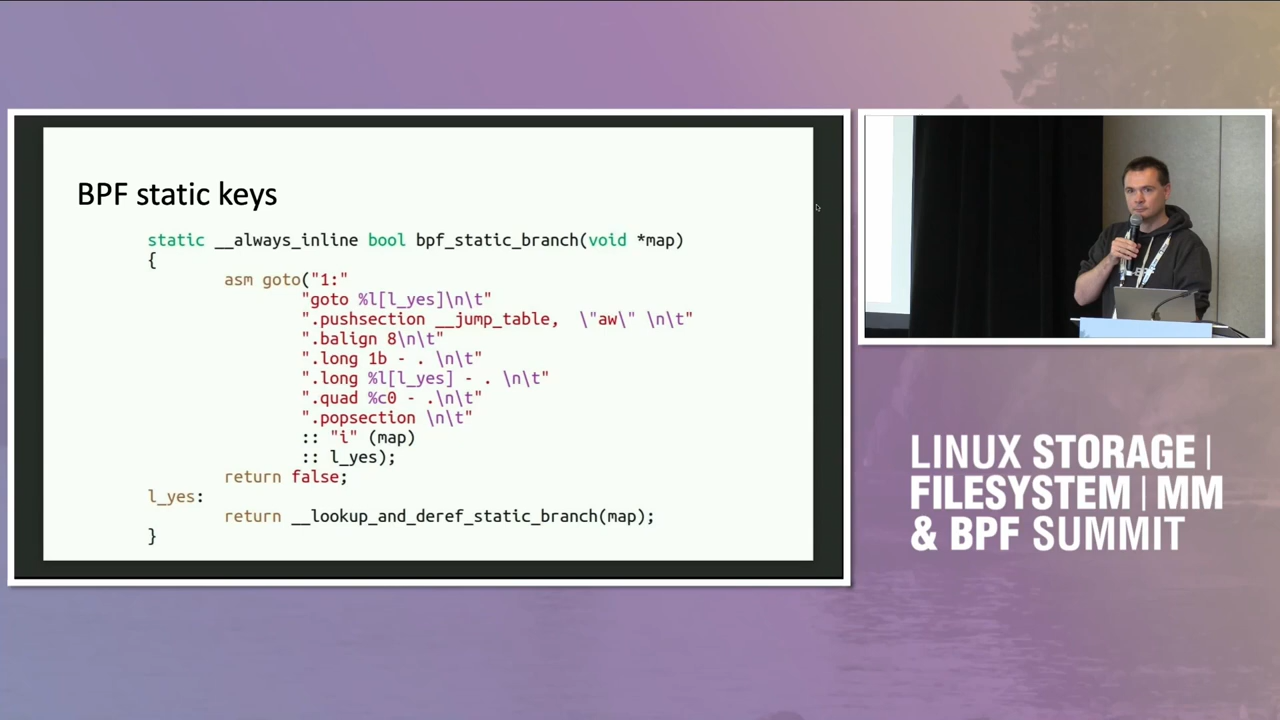 BPF static keys
static __always_inline bool bpf_static_branch(void *map)
{
asm goto("1:"
"goto %l[l_yes]\n\t"
".pushsection __jump_table, \"aw\" \n\t"
".balign 8\n\t"
".long 1b - . \n\t"
".long %l[l_yes] - . \n\t"
".quad %c0 - .\n\t"
".popsection \n\t"
:: "i" (map)
:: l_yes);
return false;
l_yes:
return __lookup_and_deref_static_branch(map);
}
LINUX STORAGE |
FILESYSTEM | MM
& BPF SUMMIT